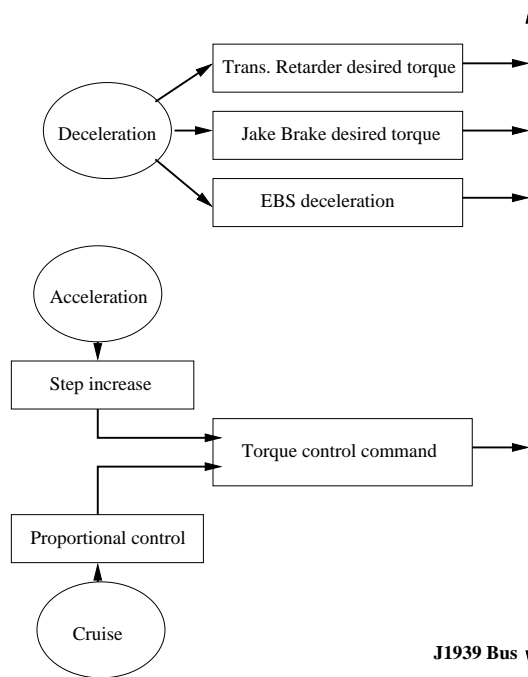 Trans. Retarder desired torque
Deceleration
Jake Brake desired torque
EBS deceleration
Acceleration
Step increase
Torque control command
Proportional control
Cruise
J1939 Bus